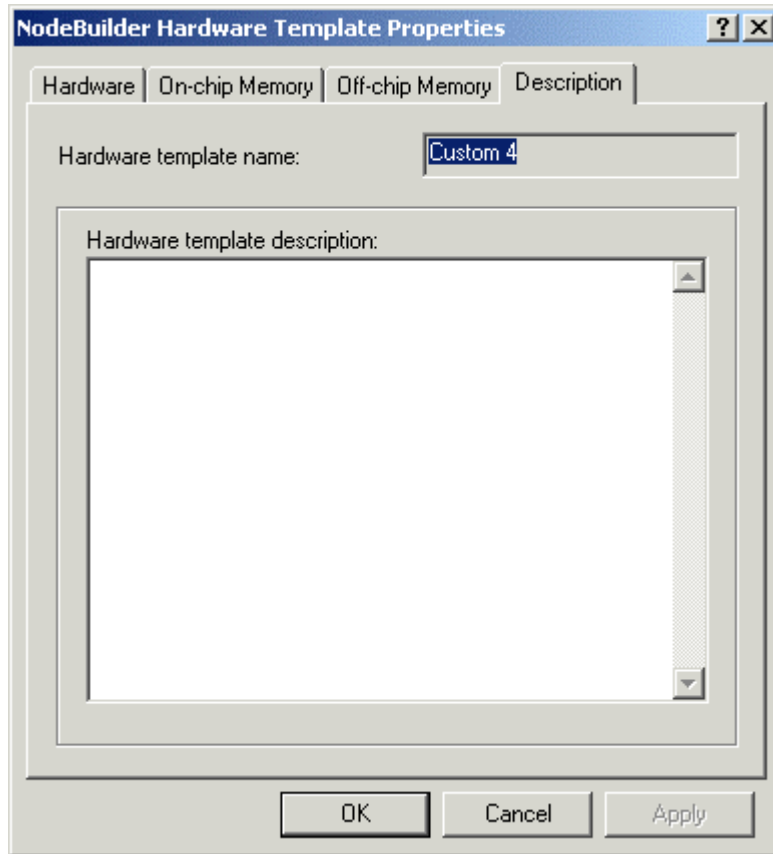 NodeBuilder Hardware Template Properties
Hardware On-chip Memory Off-chip Memory Description
Hardware template name: Custom 4
Hardware template description:
OK Cancel Apply